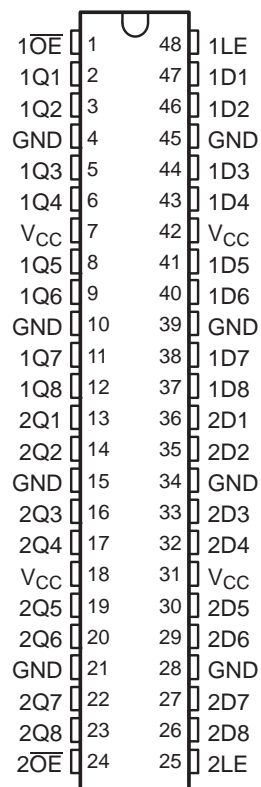 1O̅E̅ 1 48 1LE
1Q1 2 47 1D1
1Q2 3 46 1D2
GND 4 45 GND
1Q3 5 44 1D3
1Q4 6 43 1D4
VCC 7 42 VCC
1Q5 8 41 1D5
1Q6 9 40 1D6
GND 10 39 GND
1Q7 11 38 1D7
1Q8 12 37 1D8
2Q1 13 36 2D1
2Q2 14 35 2D2
GND 15 34 GND
2Q3 16 33 2D3
2Q4 17 32 2D4
VCC 18 31 VCC
2Q5 19 30 2D5
2Q6 20 29 2D6
GND 21 28 GND
2Q7 22 27 2D7
2Q8 23 26 2D8
2O̅E̅ 24 25 2LE